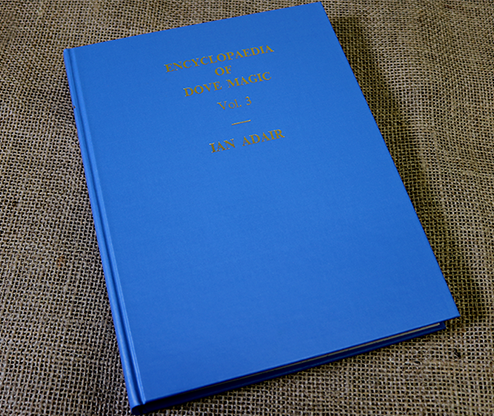 ENCYCLOPAEDIA
OF
DOVE MAGIC
Vol. 3
IAN ADAIR